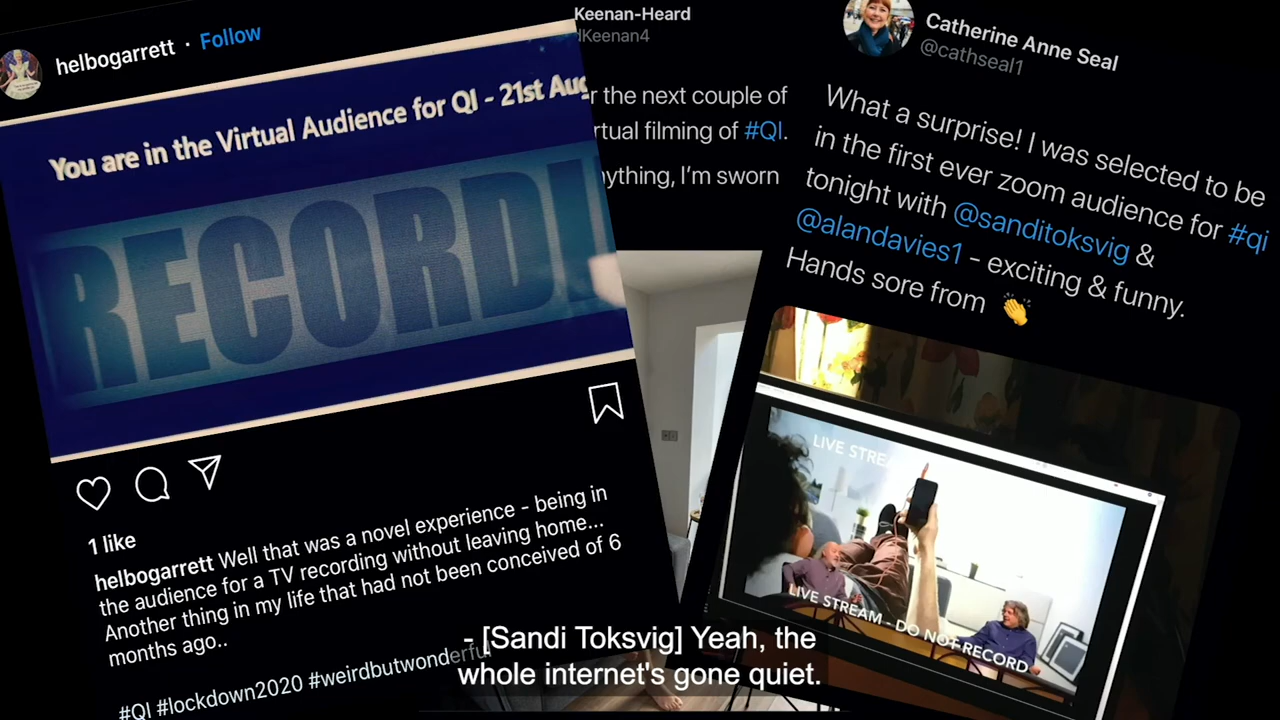 helbogarrett · Follow
You are in the Virtual Audience for QI - 21st Aug
RECORDI
1 like
helbogarrett Well that was a novel experience - being in
the audience for a TV recording without leaving home...
Another thing in my life that had not been conceived of 6
months ago..
#QI #lockdown2020 #weirdbutwonderful
Keenan-Heard
dKeenan4
r the next couple of
rtual filming of #QI.
nything, I'm sworn
Catherine Anne Seal
@cathseal1
What a surprise! I was selected to be
in the first ever zoom audience for #qi
tonight with @sanditoksvig &
@alandavies1 - exciting & funny.
Hands sore from 👏
LIVE STREA
LIVE STREAM - DO NOT RECORD
- [Sandi Toksvig] Yeah, the
whole internet's gone quiet.